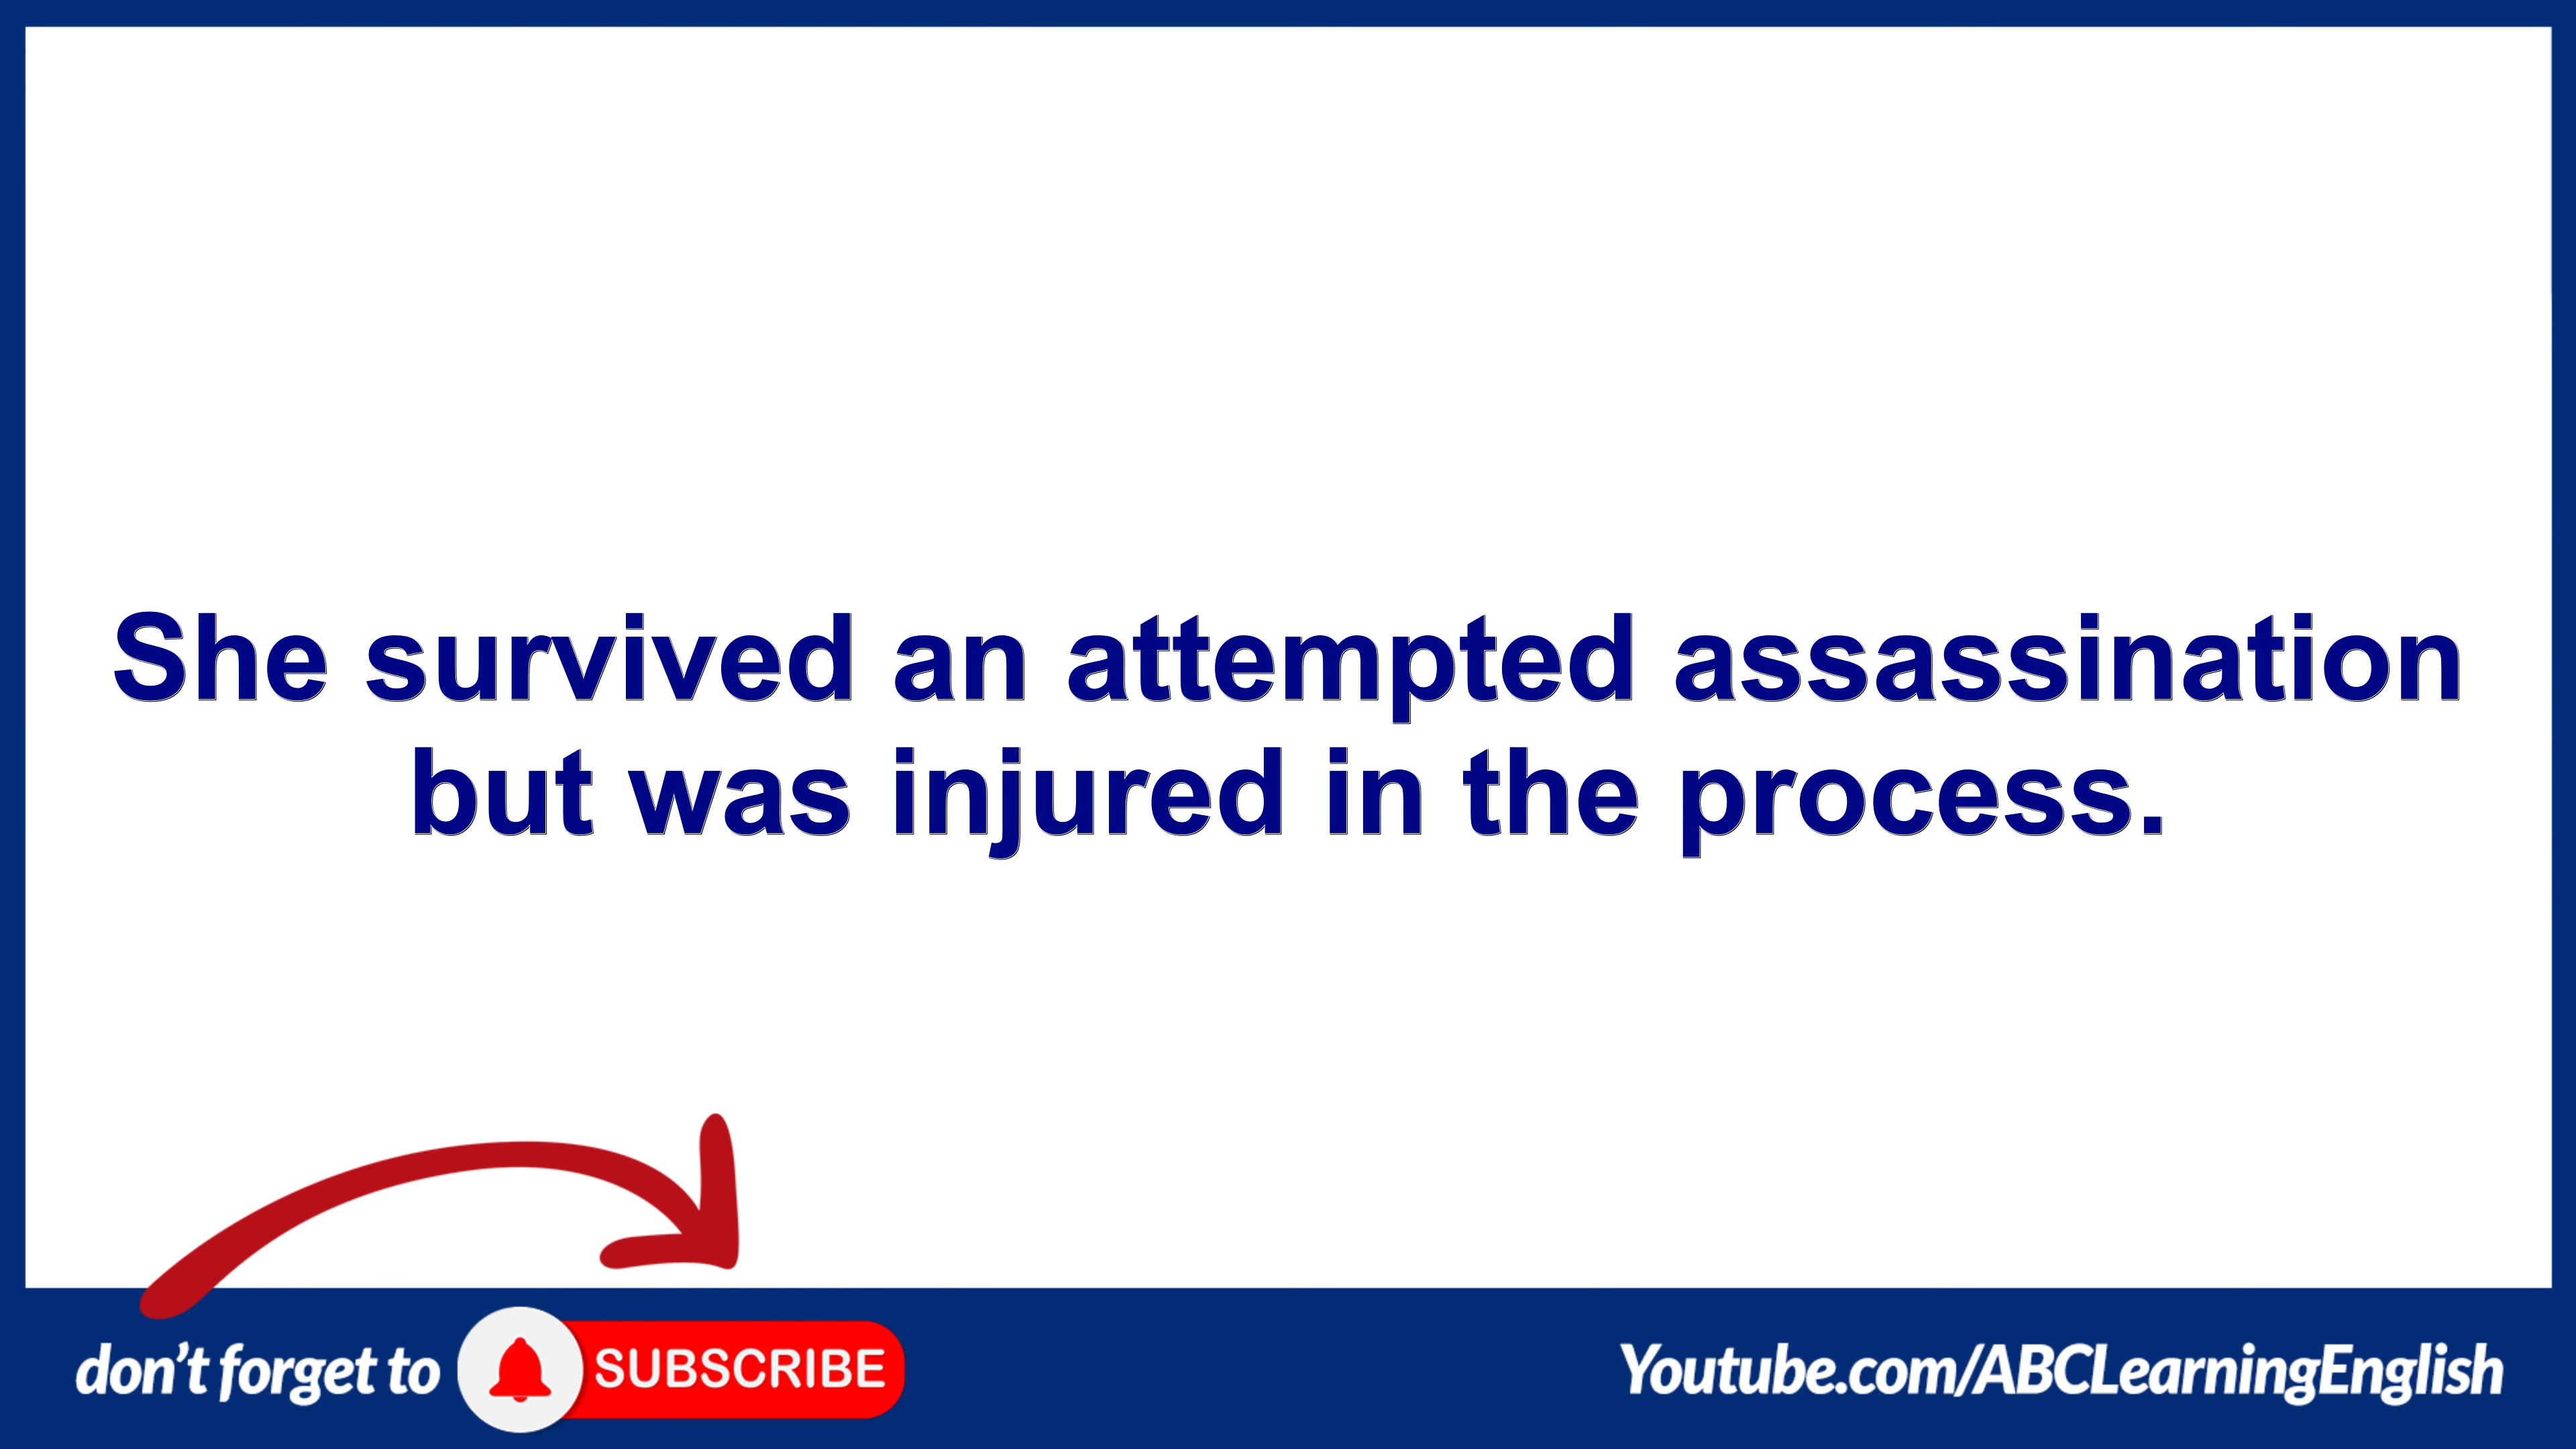 She survived an attempted assassination
but was injured in the process.
don't forget to SUBSCRIBE
Youtube.com/ABCLearningEnglish